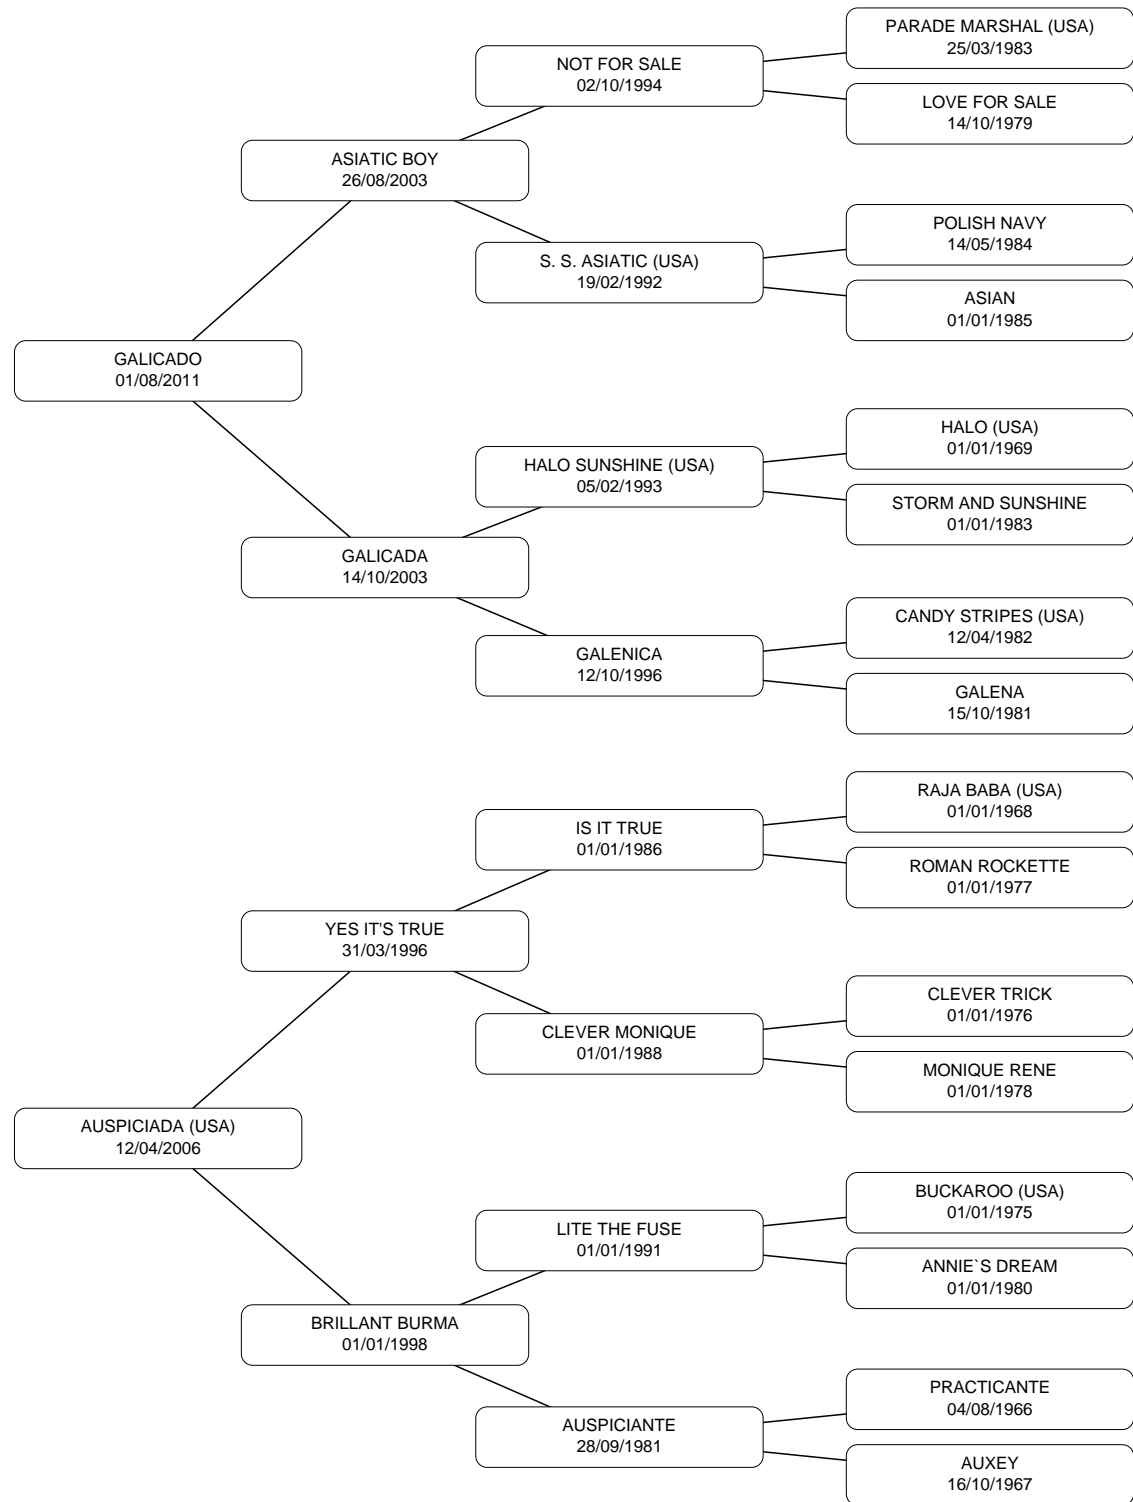 PARADE MARSHAL (USA)
25/03/1983
NOT FOR SALE
02/10/1994
LOVE FOR SALE
14/10/1979
ASIATIC BOY
26/08/2003
POLISH NAVY
14/05/1984
S. S. ASIATIC (USA)
19/02/1992
ASIAN
01/01/1985
GALICADO
01/08/2011
HALO (USA)
01/01/1969
HALO SUNSHINE (USA)
05/02/1993
STORM AND SUNSHINE
01/01/1983
GALICADA
14/10/2003
CANDY STRIPES (USA)
12/04/1982
GALENICA
12/10/1996
GALENA
15/10/1981
RAJA BABA (USA)
01/01/1968
IS IT TRUE
01/01/1986
ROMAN ROCKETTE
01/01/1977
YES IT'S TRUE
31/03/1996
CLEVER TRICK
01/01/1976
CLEVER MONIQUE
01/01/1988
MONIQUE RENE
01/01/1978
AUSPICIADA (USA)
12/04/2006
BUCKAROO (USA)
01/01/1975
LITE THE FUSE
01/01/1991
ANNIE`S DREAM
01/01/1980
BRILLANT BURMA
01/01/1998
PRACTICANTE
04/08/1966
AUSPICIANTE
28/09/1981
AUXEY
16/10/1967